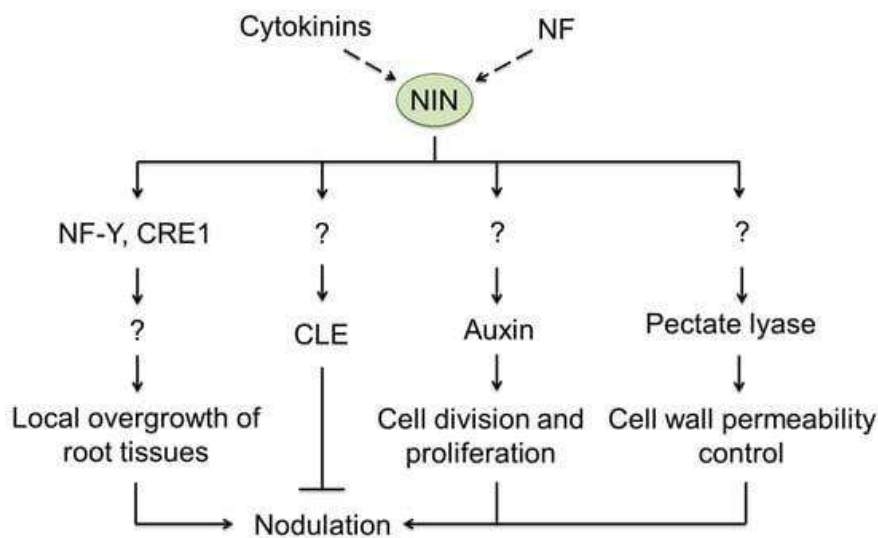 Cytokinins NF
NIN
NF-Y, CRE1 ? ? ?
? CLE Auxin Pectate lyase
Local overgrowth of Cell division and Cell wall permeability
root tissues proliferation control
Nodulation